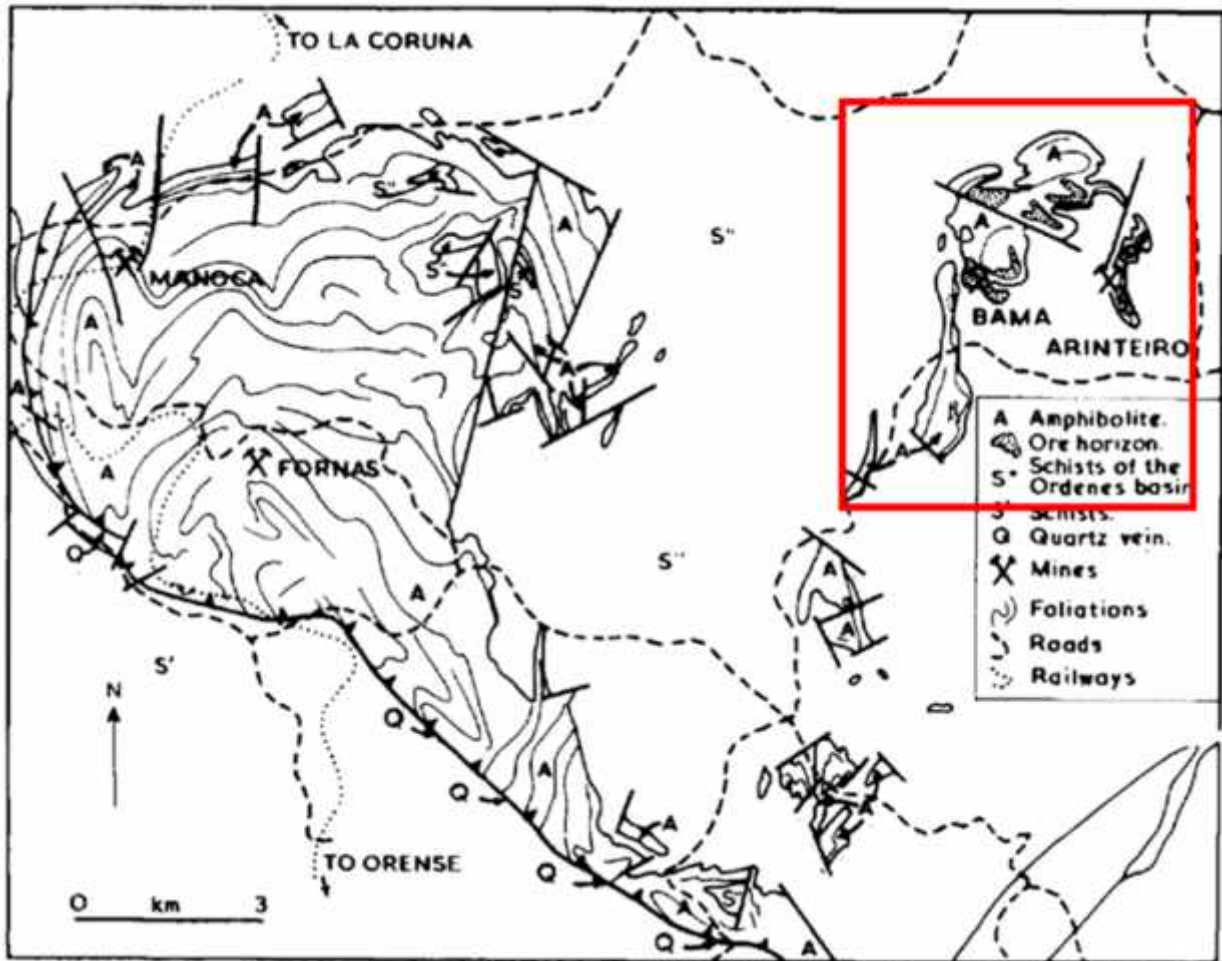 TO LA CORUNA
A
A
S"
A
S"
A
MANOCA
S'
S
A
BAMA
ARINTEIRO
A
A
A
FORNAS
A
A
A
Q
S"
A
A
S'
N
Q
A
Q
A
A
TO ORENSE
Q
S
A
Q
A
O km 3
A Amphibolite.
Ore horizon.
S" Schists of the
Ordenes basin
S' Schists.
Q Quartz vein.
Mines
Foliations
Roads
Railways